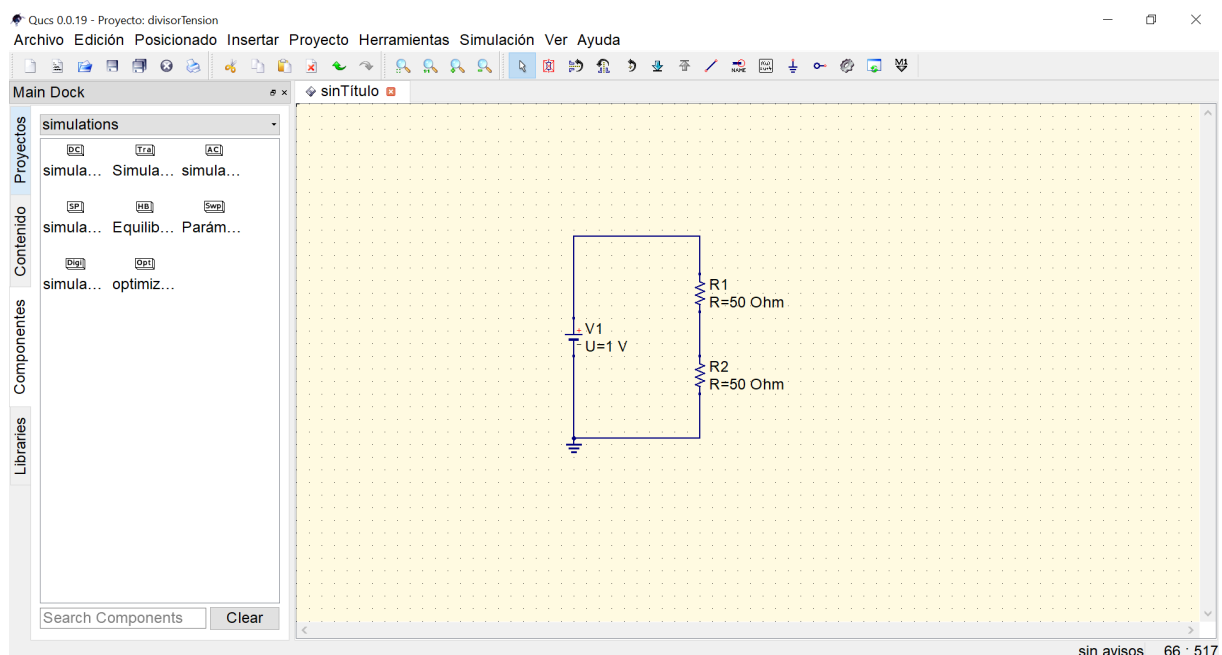 Qucs 0.0.19 - Proyecto: divisorTension
Archivo Edición Posicionado Insertar Proyecto Herramientas Simulación Ver Ayuda
NAME
M1
Main Dock
sinTítulo
Proyectos
Contenido
Componentes
Libraries
simulations
DC Tra AC
simula... Simula... simula...
SP HB Swp
simula... Equilib... Parám...
Digi Opt
simula... optimiz...
Search Components Clear
R1
R=50 Ohm
+ V1
- U=1 V
R2
R=50 Ohm
sin avisos 66 : 517